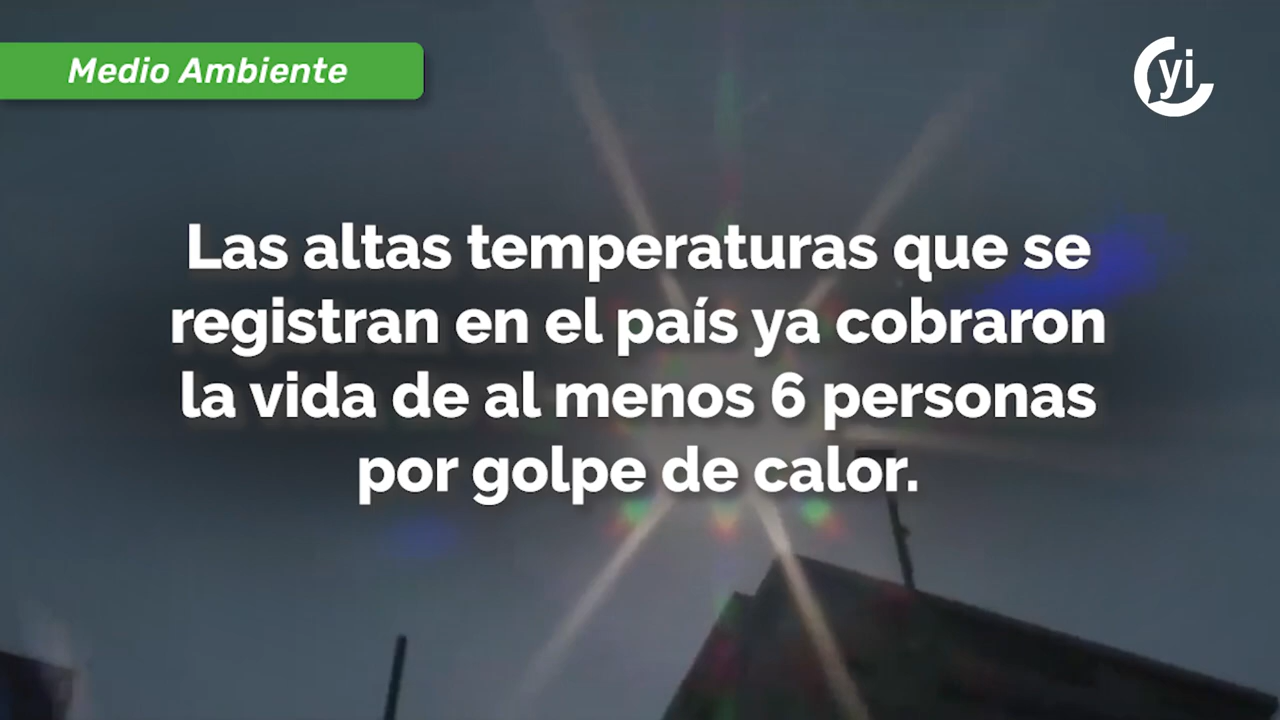 Medio Ambiente
yi
Las altas temperaturas que se
registran en el país ya cobraron
la vida de al menos 6 personas
por golpe de calor.